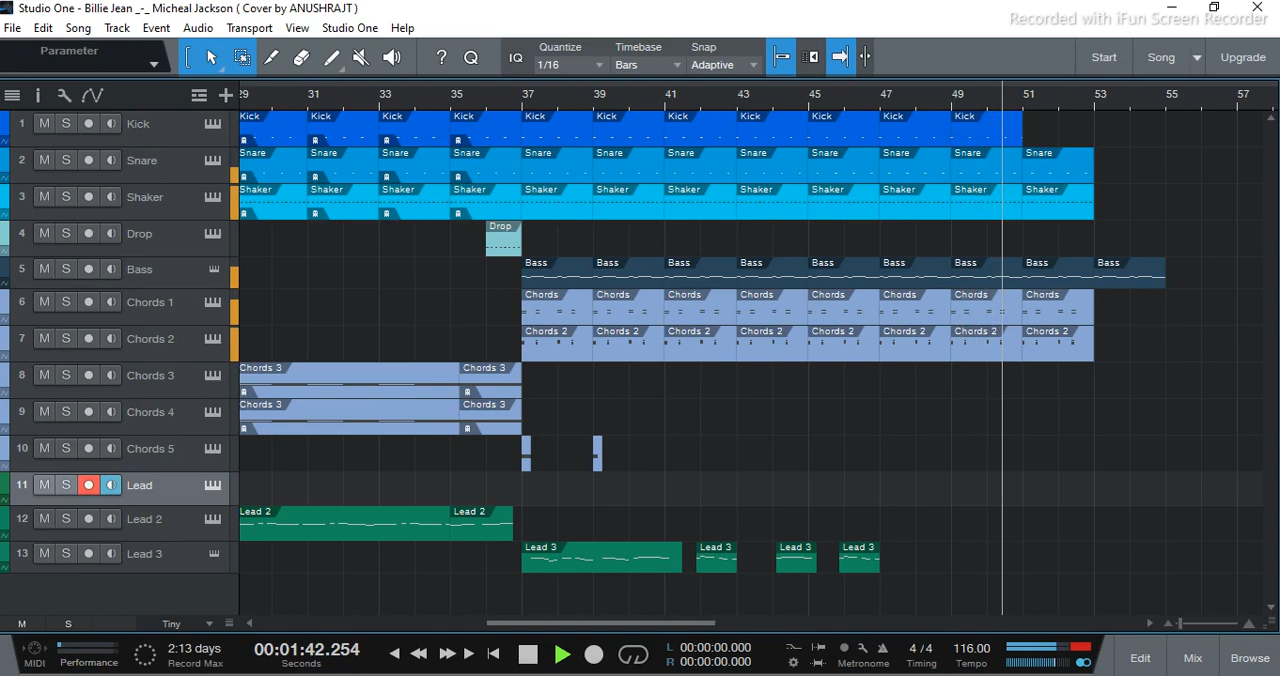 Studio One - Billie Jean _-_ Micheal Jackson ( Cover by ANUSHRAJT )
Recorded with iFun Screen Recorder
File Edit Song Track Event Audio Transport View Studio One Help
Parameter
? Q IQ Quantize 1/16 Timebase Bars Snap Adaptive Start Song Upgrade
29 31 33 35 37 39 41 43 45 47 49 51 53 55 57
1 M S Kick Kick Kick Kick Kick Kick Kick Kick Kick Kick Kick Kick
2 M S Snare Snare Snare Snare Snare Snare Snare Snare Snare Snare Snare Snare Snare
3 M S Shaker Shaker Shaker Shaker Shaker Shaker Shaker Shaker Shaker Shaker Shaker Shaker Shaker
4 M S Drop Drop
5 M S Bass Bass Bass Bass Bass Bass Bass Bass Bass Bass
6 M S Chords 1 Chords Chords Chords Chords Chords Chords Chords Chords
7 M S Chords 2 Chords 2 Chords 2 Chords 2 Chords 2 Chords 2 Chords 2 Chords 2 Chords 2
8 M S Chords 3 Chords 3 Chords 3
9 M S Chords 4 Chords 3 Chords 3
10 M S Chords 5
11 M S Lead
12 M S Lead 2 Lead 2 Lead 2
13 M S Lead 3 Lead 3 Lead 3 Lead 3 Lead 3
M S Tiny
MIDI Performance 2:13 days Record Max 00:01:42.254 Seconds
L 00:00:00.000
R 00:00:00.000
Metronome Timing 4 / 4 Tempo 116.00
Edit Mix Browse